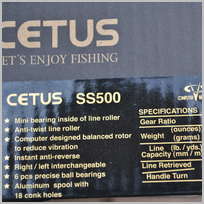 CETUS
LET'S ENJOY FISHING
CETUS SS500
★ Mini bearing inside of line roller
★ Anti-twist line roller
★ Computer designed balanced rotor
to reduce vibration
★ Instant anti-reverse
★ Right / left interchangeable
★ 6 pcs precise ball bearings
★ Aluminum spool with
18 conk holes
SPECIFICATIONS
Gear Ratio
Weight (ounces)
(grams)
Line (lb. / yds.)
Capacity (mm / m
Line Retrieved
Handle Turn